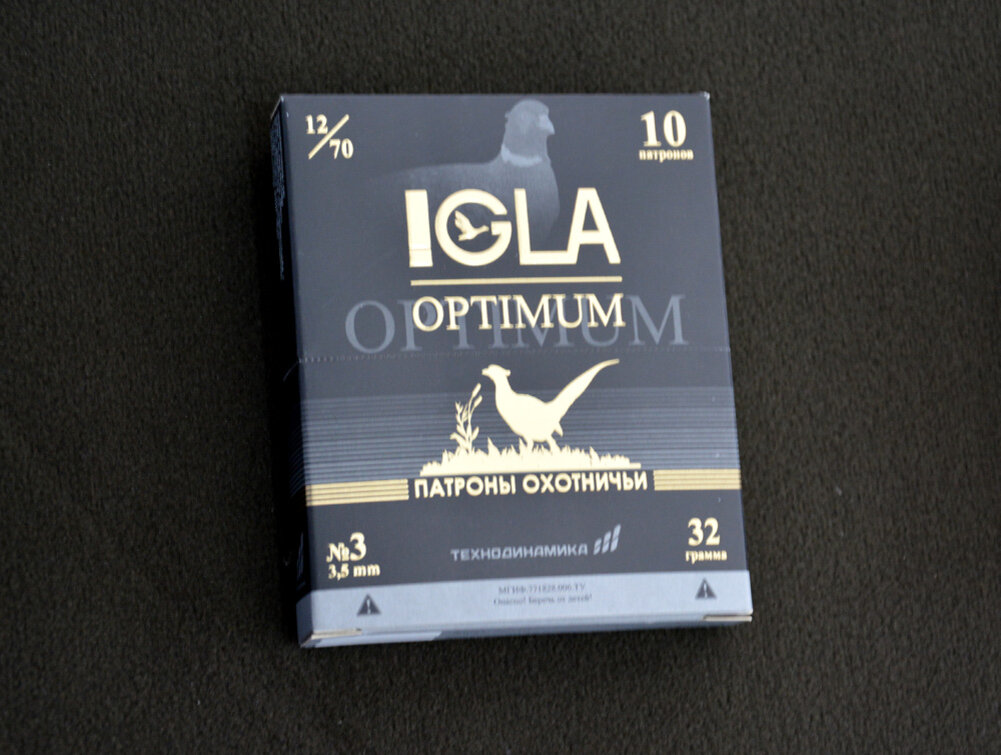 12/70
10
патронов
IGLA
OPTIMUM
OPTIMUM
ПАТРОНЫ ОХОТНИЧЬИ
№3
3,5 mm
ТЕХНОДИНАМИКА
32
грамма
Опасно! Беречь от детей!